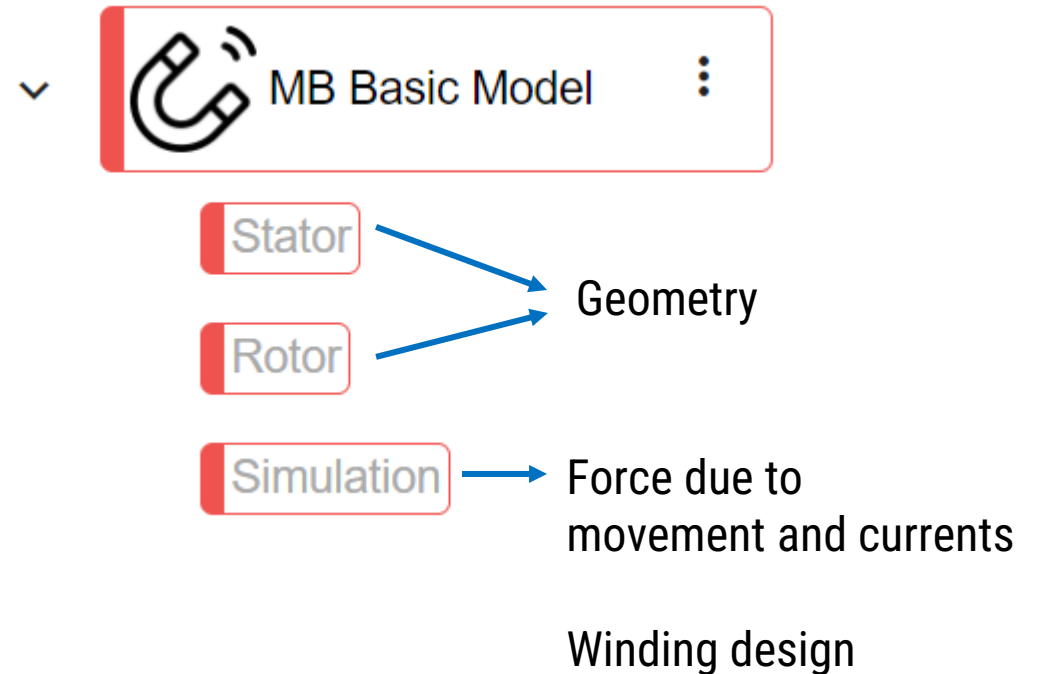 MB Basic Model
Stator
Geometry
Rotor
Simulation
Force due to
movement and currents
Winding design